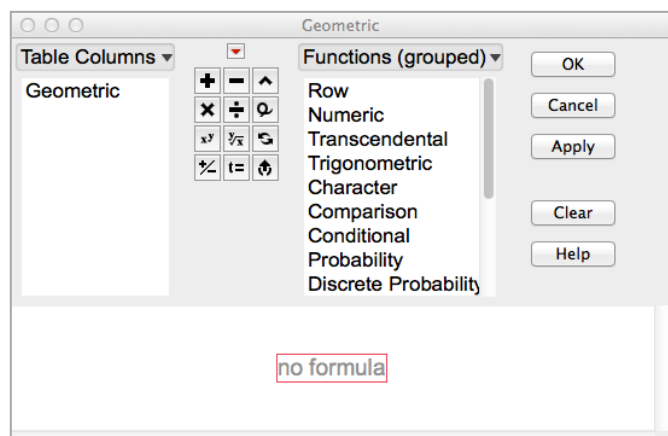 Geometric
Table Columns
Geometric
xʸ
ʸ√x
t=
Functions (grouped)
Row
Numeric
Transcendental
Trigonometric
Character
Comparison
Conditional
Probability
Discrete Probability
OK
Cancel
Apply
Clear
Help
no formula